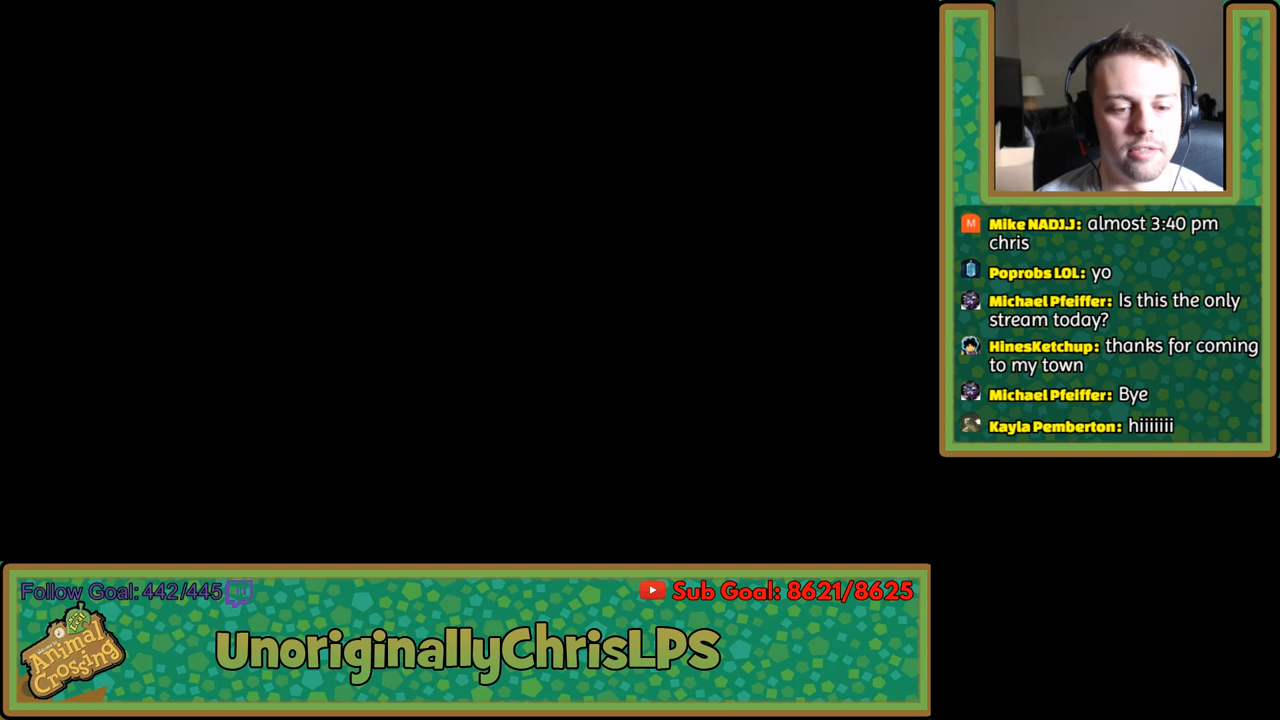 M Mike NADJ.J: almost 3:40 pm
chris
Poprobs LOL: yo
Michael Pfeiffer: Is this the only
stream today?
HinesKetchup: thanks for coming
to my town
Michael Pfeiffer: Bye
Kayla Pemberton: hiiiiiii
Follow Goal: 442/445
Sub Goal: 8621/8625
Animal
Crossing
UnoriginallyChrisLPS